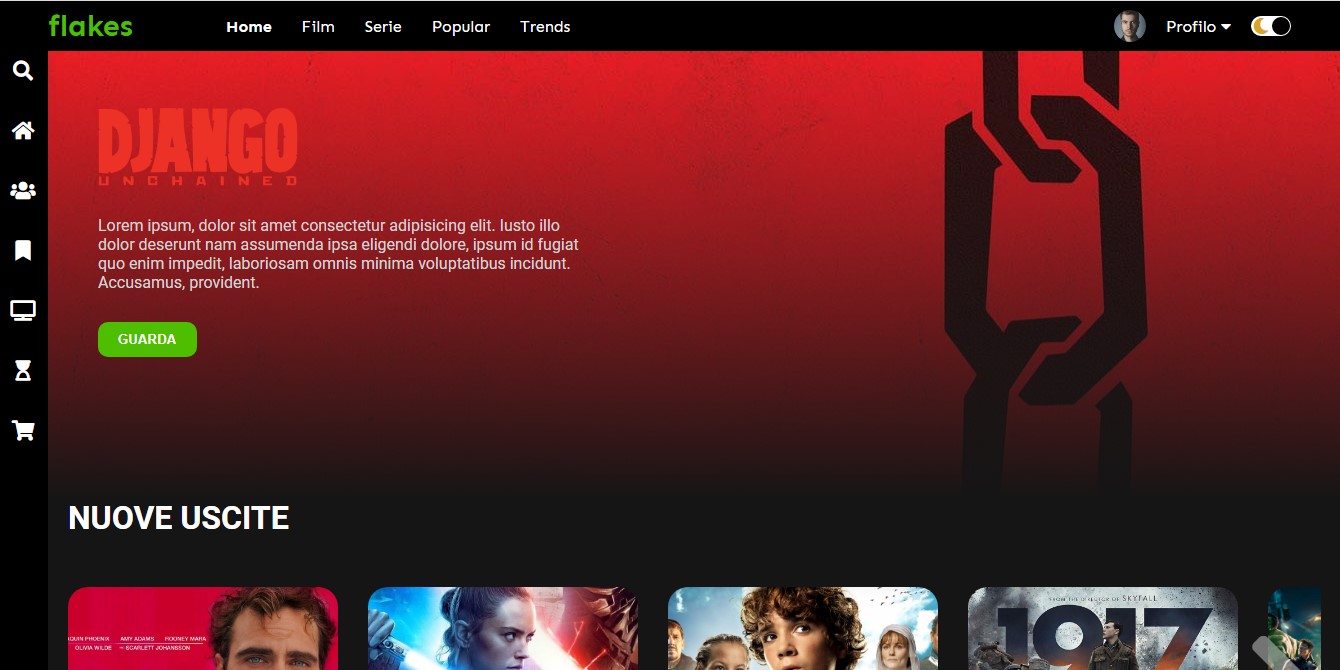 flakes
Home Film Serie Popular Trends
Profilo
DJANGO
UNCHAINED
Lorem ipsum, dolor sit amet consectetur adipisicing elit. Iusto illo
dolor deserunt nam assumenda ipsa eligendi dolore, ipsum id fugiat
quo enim impedit, laboriosam omnis minima voluptatibus incidunt.
Accusamus, provident.
GUARDA
NUOVE USCITE
QUIN PHOENIX AMY ADAMS ROONEY MARA
OLIVIA WILDE SCARLETT JOHANSSON
FROM THE DIRECTOR OF SKYFALL
1917